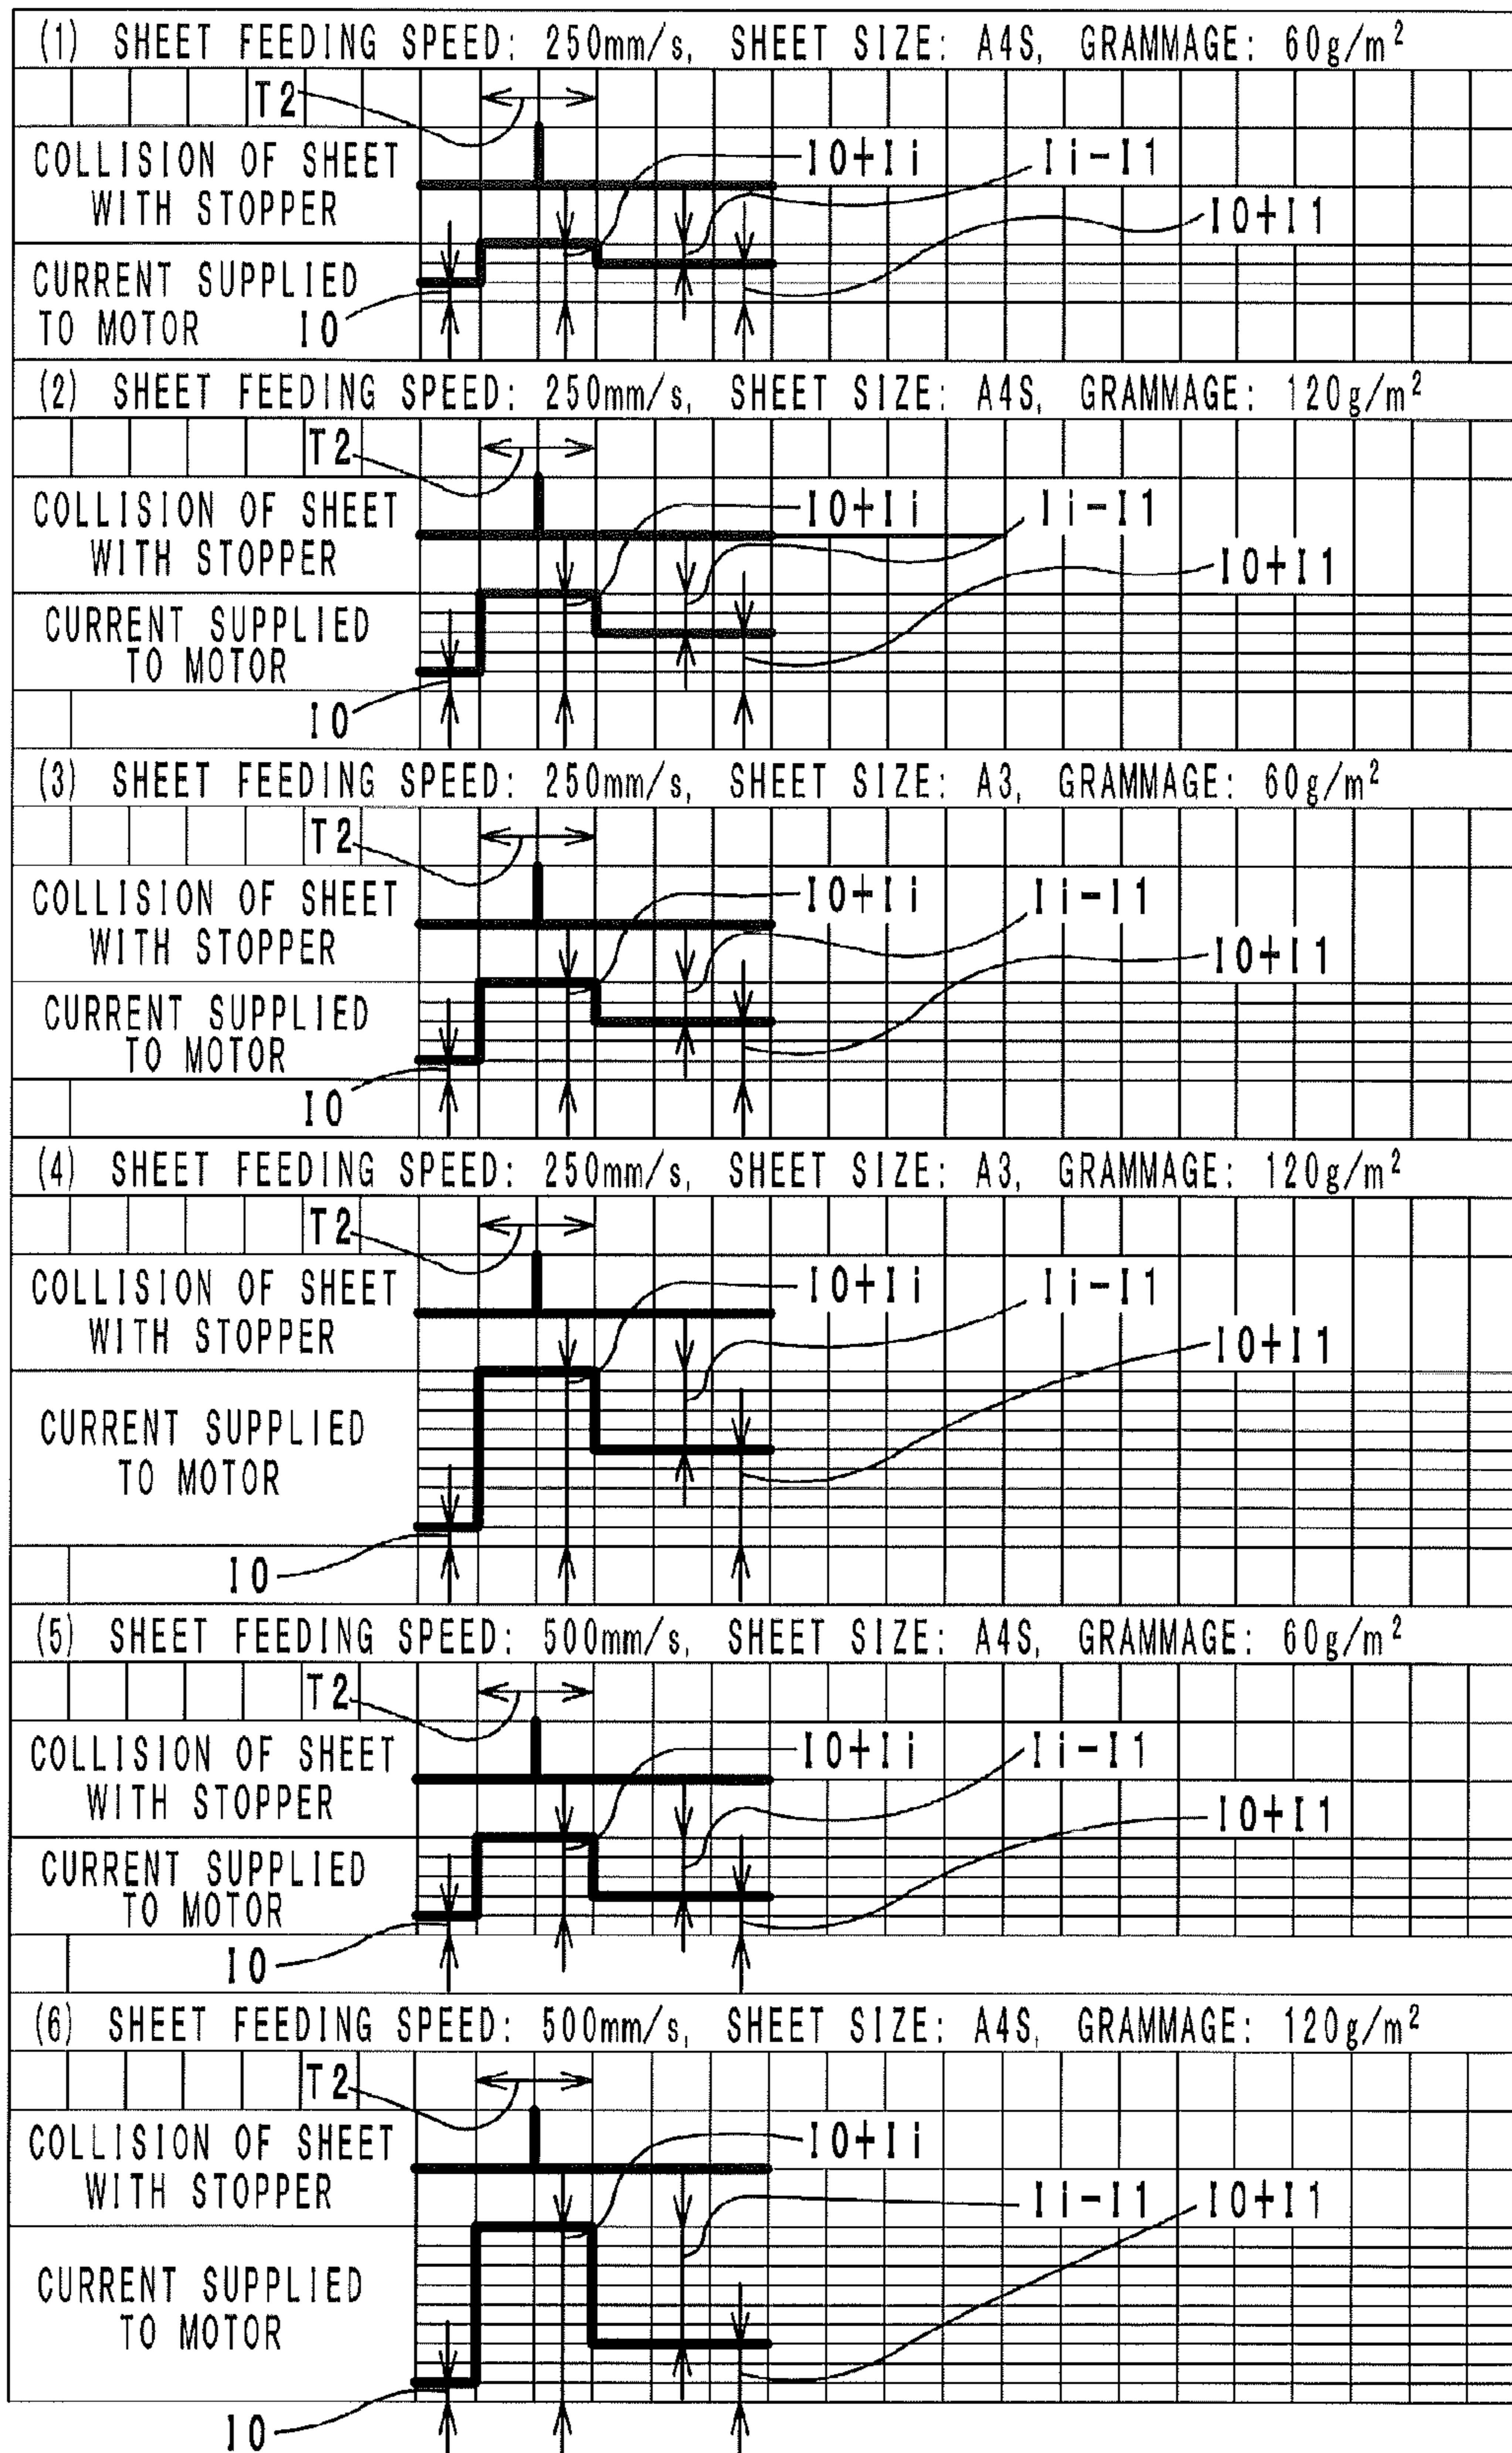 (1) SHEET FEEDING SPEED: 250mm/s, SHEET SIZE: A4S, GRAMMAGE: 60g/m²
T2
COLLISION OF SHEET
WITH STOPPER
I0+Ii
Ii-I1
I0+I1
CURRENT SUPPLIED
TO MOTOR
I0
(2) SHEET FEEDING SPEED: 250mm/s, SHEET SIZE: A4S, GRAMMAGE: 120g/m²
T2
COLLISION OF SHEET
WITH STOPPER
I0+Ii
Ii-I1
I0+I1
CURRENT SUPPLIED
TO MOTOR
I0
(3) SHEET FEEDING SPEED: 250mm/s, SHEET SIZE: A3, GRAMMAGE: 60g/m²
T2
COLLISION OF SHEET
WITH STOPPER
I0+Ii
Ii-I1
I0+I1
CURRENT SUPPLIED
TO MOTOR
I0
(4) SHEET FEEDING SPEED: 250mm/s, SHEET SIZE: A3, GRAMMAGE: 120g/m²
T2
COLLISION OF SHEET
WITH STOPPER
I0+Ii
Ii-I1
I0+I1
CURRENT SUPPLIED
TO MOTOR
I0
(5) SHEET FEEDING SPEED: 500mm/s, SHEET SIZE: A4S, GRAMMAGE: 60g/m²
T2
COLLISION OF SHEET
WITH STOPPER
I0+Ii
Ii-I1
I0+I1
CURRENT SUPPLIED
TO MOTOR
I0
(6) SHEET FEEDING SPEED: 500mm/s, SHEET SIZE: A4S, GRAMMAGE: 120g/m²
T2
COLLISION OF SHEET
WITH STOPPER
I0+Ii
Ii-I1
I0+I1
CURRENT SUPPLIED
TO MOTOR
I0